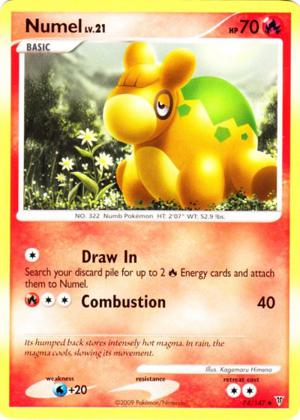 Numel LV.21
HP 70
BASIC
NO. 322 Numb Pokémon HT: 2'07" WT: 52.9 lbs.
Draw In
Search your discard pile for up to 2 Energy cards and attach
them to Numel.
Combustion 40
Its humped back stores intensely hot magma. In rain, the
magma cools, slowing its movement.
Illus. Kagemaru Himeno
weakness resistance retreat cost
+20
©2009 Pokémon/Nintendo
74/147